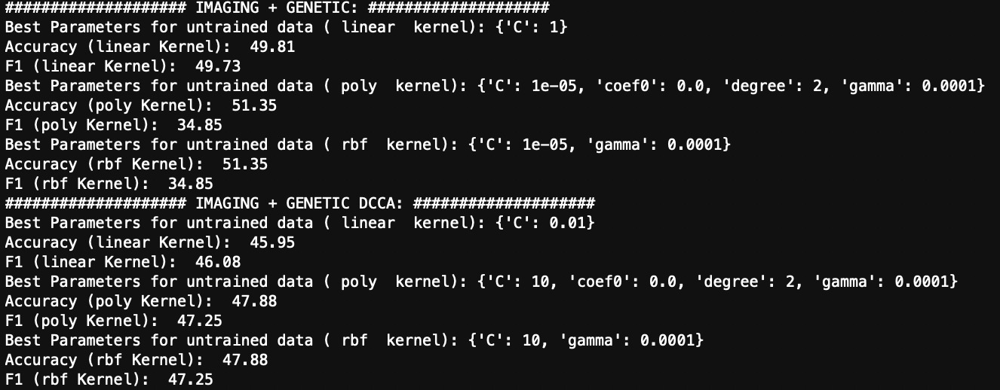 #################### IMAGING + GENETIC: ####################
Best Parameters for untrained data ( linear  kernel): {'C': 1}
Accuracy (linear Kernel):  49.81
F1 (linear Kernel):  49.73
Best Parameters for untrained data ( poly  kernel): {'C': 1e-05, 'coef0': 0.0, 'degree': 2, 'gamma': 0.0001}
Accuracy (poly Kernel):  51.35
F1 (poly Kernel):  34.85
Best Parameters for untrained data ( rbf  kernel): {'C': 1e-05, 'gamma': 0.0001}
Accuracy (rbf Kernel):  51.35
F1 (rbf Kernel):  34.85
#################### IMAGING + GENETIC DCCA: ####################
Best Parameters for untrained data ( linear  kernel): {'C': 0.01}
Accuracy (linear Kernel):  45.95
F1 (linear Kernel):  46.08
Best Parameters for untrained data ( poly  kernel): {'C': 10, 'coef0': 0.0, 'degree': 2, 'gamma': 0.0001}
Accuracy (poly Kernel):  47.88
F1 (poly Kernel):  47.25
Best Parameters for untrained data ( rbf  kernel): {'C': 10, 'gamma': 0.0001}
Accuracy (rbf Kernel):  47.88
F1 (rbf Kernel):  47.25